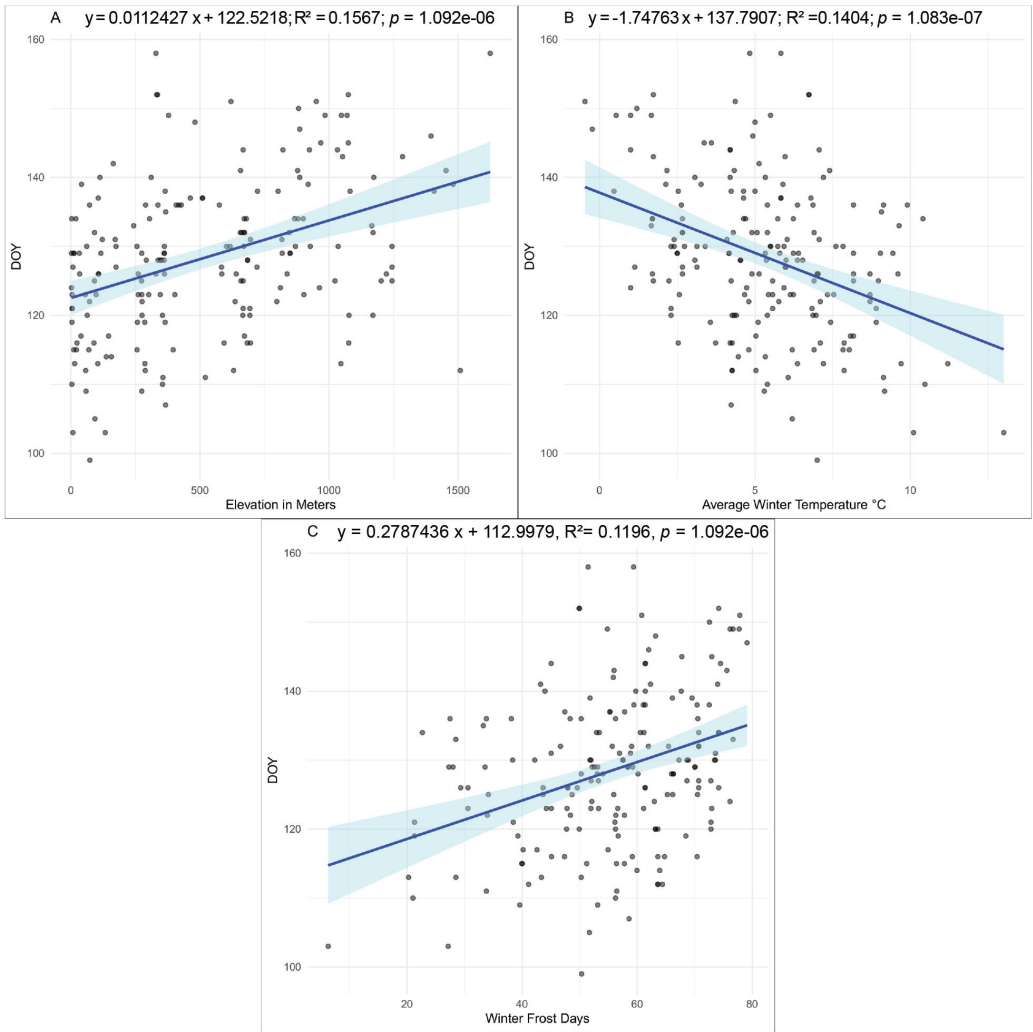 A y = 0.0112427 x + 122.5218; R² = 0.1567; p = 1.092e-06
160
140
120
100
DOY
0 500 1000 1500
Elevation in Meters
B y = -1.74763 x + 137.7907; R² =0.1404; p = 1.083e-07
160
140
120
100
DOY
0 5 10
Average Winter Temperature °C
C y = 0.2787436 x + 112.9979, R²= 0.1196, p = 1.092e-06
160
140
120
100
DOY
20 40 60 80
Winter Frost Days